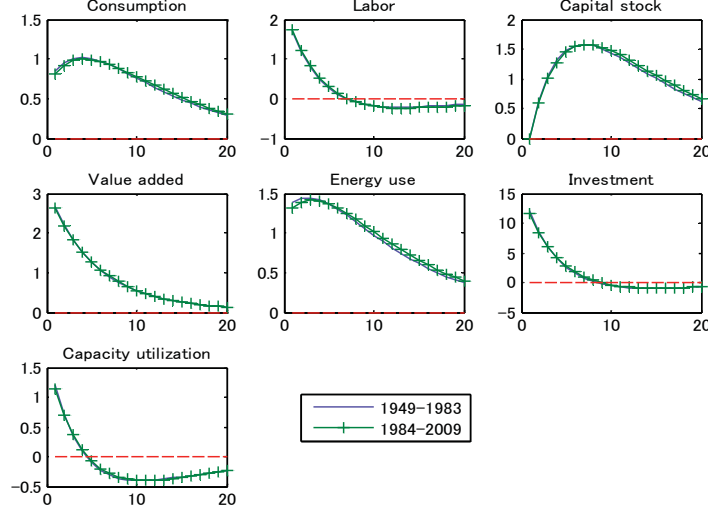 Consumption
1.5
1
0.5
0
0 10 20
Labor
2
1
0
-1
0 10 20
Capital stock
2
1.5
1
0.5
0
0 10 20
Value added
3
2
1
0
0 10 20
Energy use
1.5
1
0.5
0
0 10 20
Investment
15
10
5
0
-5
0 10 20
Capacity utilization
1.5
1
0.5
0
-0.5
0 10 20
1949-1983
1984-2009